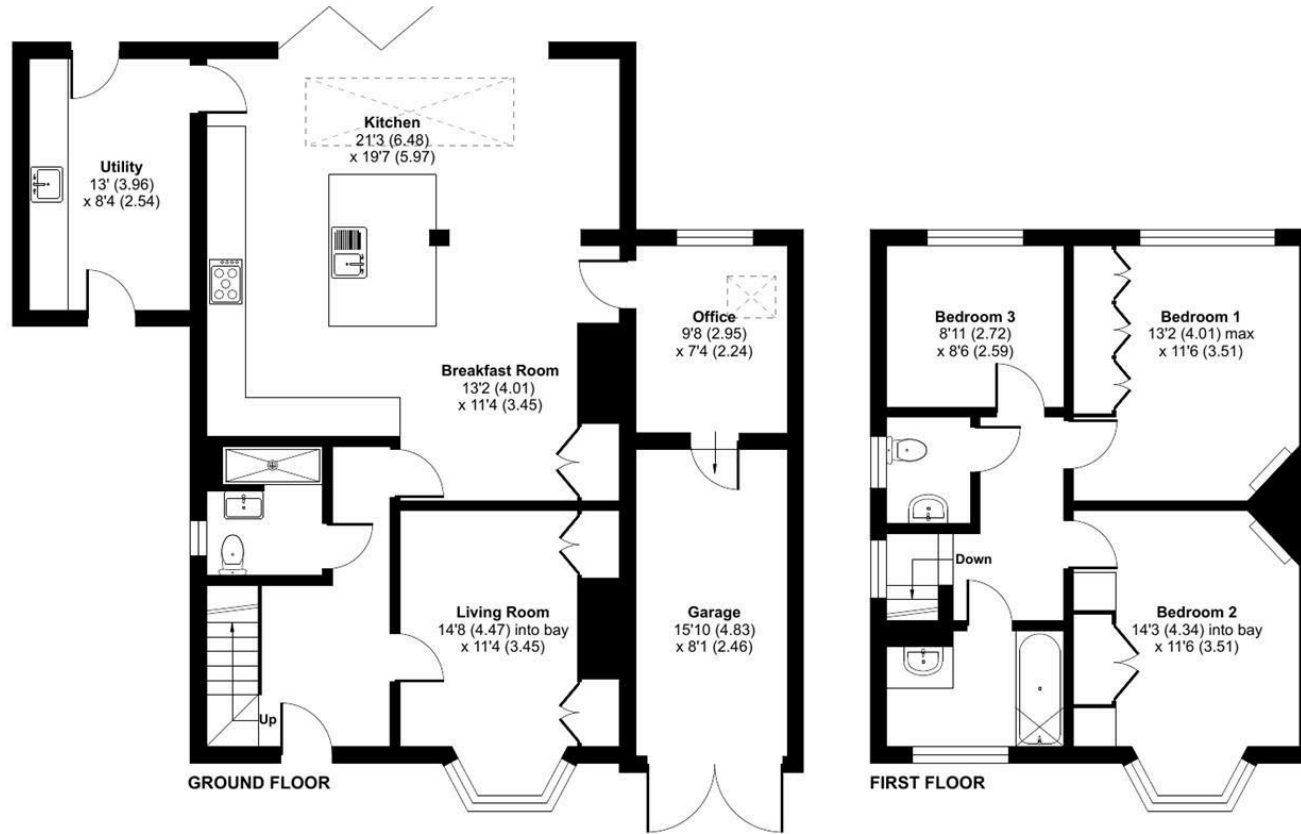 Kitchen
21'3 (6.48)
x 19'7 (5.97)
Utility
13' (3.96)
x 8'4 (2.54)
Office
9'8 (2.95)
x 7'4 (2.24)
Breakfast Room
13'2 (4.01)
x 11'4 (3.45)
Living Room
14'8 (4.47) into bay
x 11'4 (3.45)
Garage
15'10 (4.83)
x 8'1 (2.46)
Up
GROUND FLOOR
Bedroom 3
8'11 (2.72)
x 8'6 (2.59)
Bedroom 1
13'2 (4.01) max
x 11'6 (3.51)
Down
Bedroom 2
14'3 (4.34) into bay
x 11'6 (3.51)
FIRST FLOOR